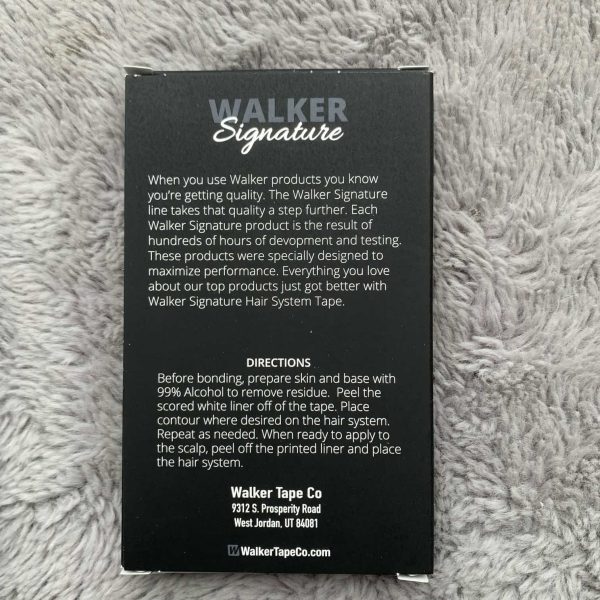 WALKER
Signature
When you use Walker products you know
you're getting quality. The Walker Signature
line takes that quality a step further. Each
Walker Signature product is the result of
hundreds of hours of devopment and testing.
These products were specially designed to
maximize performance. Everything you love
about our top products just got better with
Walker Signature Hair System Tape.
DIRECTIONS
Before bonding, prepare skin and base with
99% Alcohol to remove residue. Peel the
scored white liner off of the tape. Place
contour where desired on the hair system.
Repeat as needed. When ready to apply to
the scalp, peel off the printed liner and place
the hair system.
Walker Tape Co
9312 S. Prosperity Road
West Jordan, UT 84081
W WalkerTapeCo.com